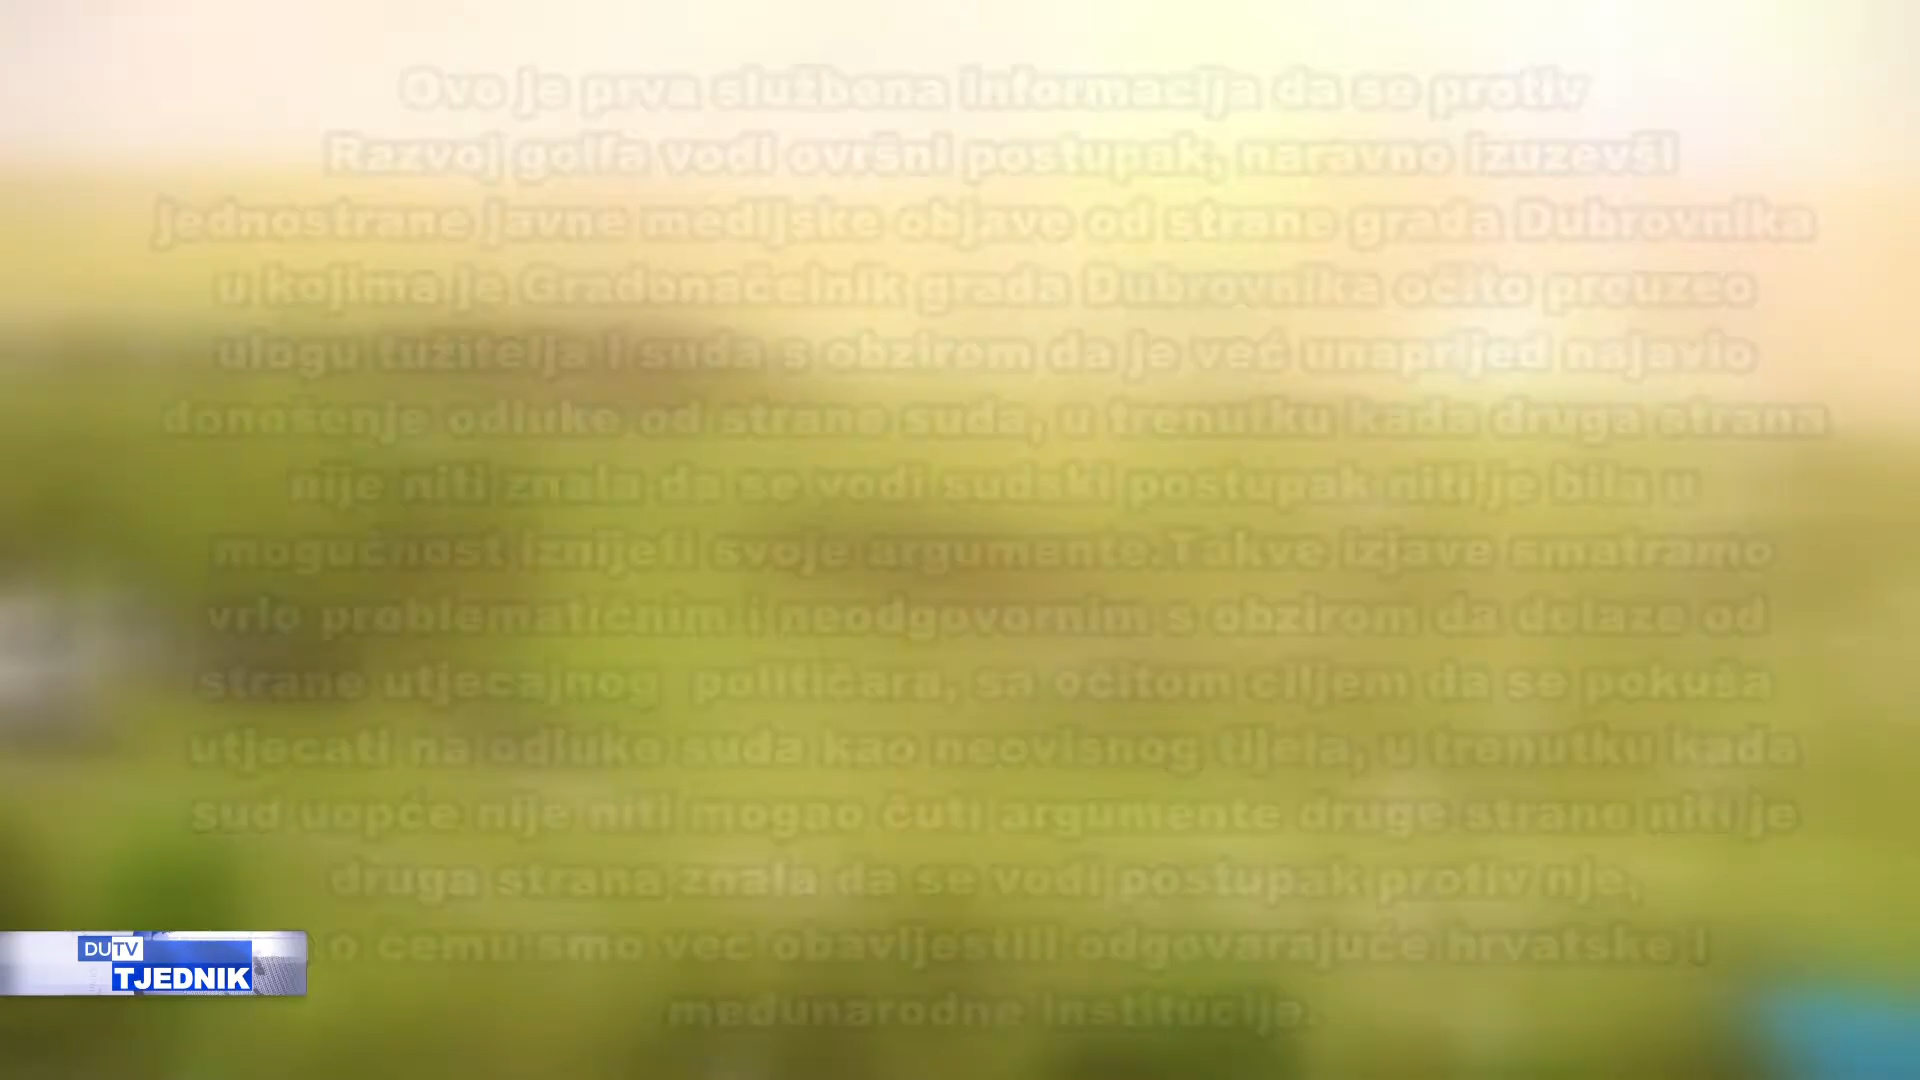 Ovo je prva službena informacija da se protiv
Razvoj golfa vodi ovršni postupak, naravno izuzevši
jednostrane javne medijske objave od strane grada Dubrovnika
u kojima je Gradonačelnik grada Dubrovnika očito preuzeo
ulogu tužitelja i suda s obzirom da je već unaprijed najavio
donošenje odluke od strane suda, u trenutku kada druga strana
nije niti znala da se vodi sudski postupak niti je bila u
mogućnost iznijeti svoje argumente.Takve izjave smatramo
vrlo problematičnim i neodgovornim s obzirom da dolaze od
strane utjecajnog političara, sa očitom ciljem da se pokuša
utjecati na odluke suda kao neovisnog tijela, u trenutku kada
sud uopće nije niti mogao čuti argumente druge strane niti je
druga strana znala da se vodi postupak protiv nje,
o čemu smo već obavijestili odgovarajuće hrvatske i
međunarodne institucije.
DUTV
TJEDNIK